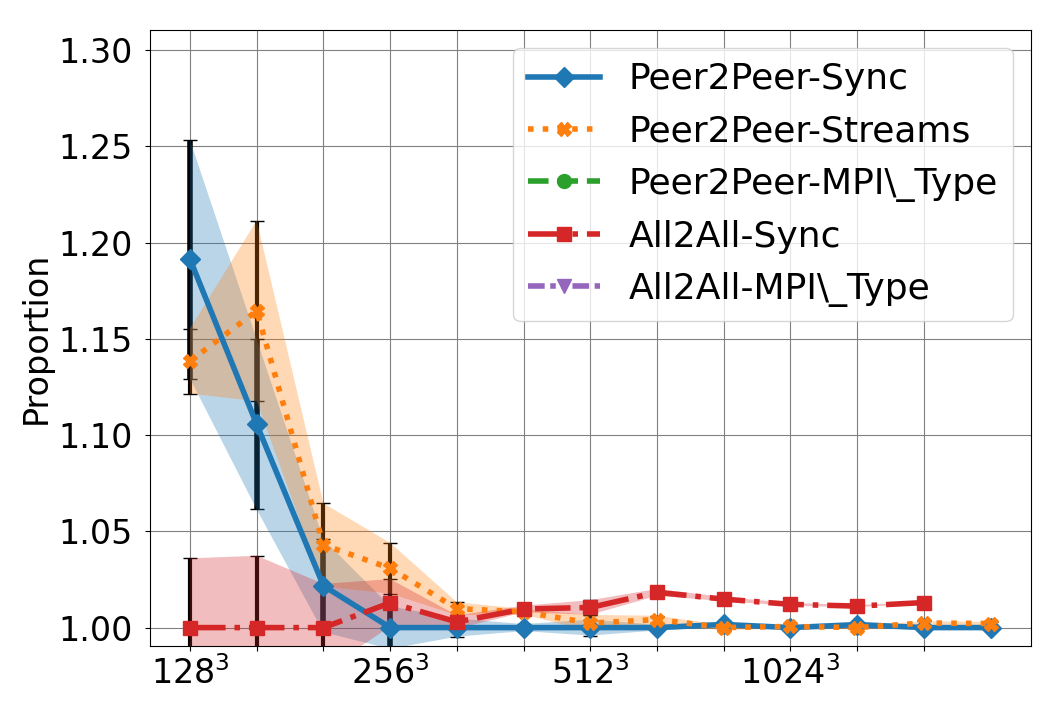 1.30
1.25
1.20
1.15
1.10
1.05
1.00
Proportion
Peer2Peer-Sync
Peer2Peer-Streams
Peer2Peer-MPI\_Type
All2All-Sync
All2All-MPI\_Type
128³ 256³ 512³ 1024³